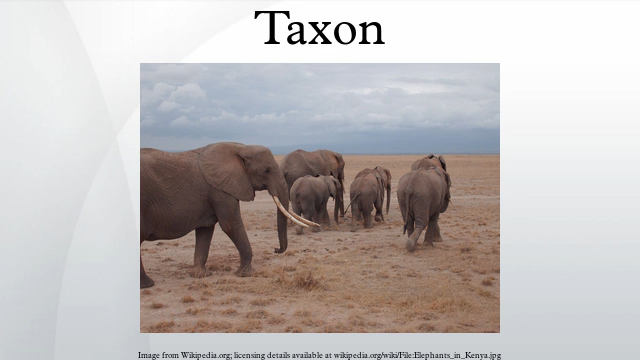 Taxon
Image from Wikipedia.org; licensing details available at wikipedia.org/wiki/File:Elephants_in_Kenya.jpg